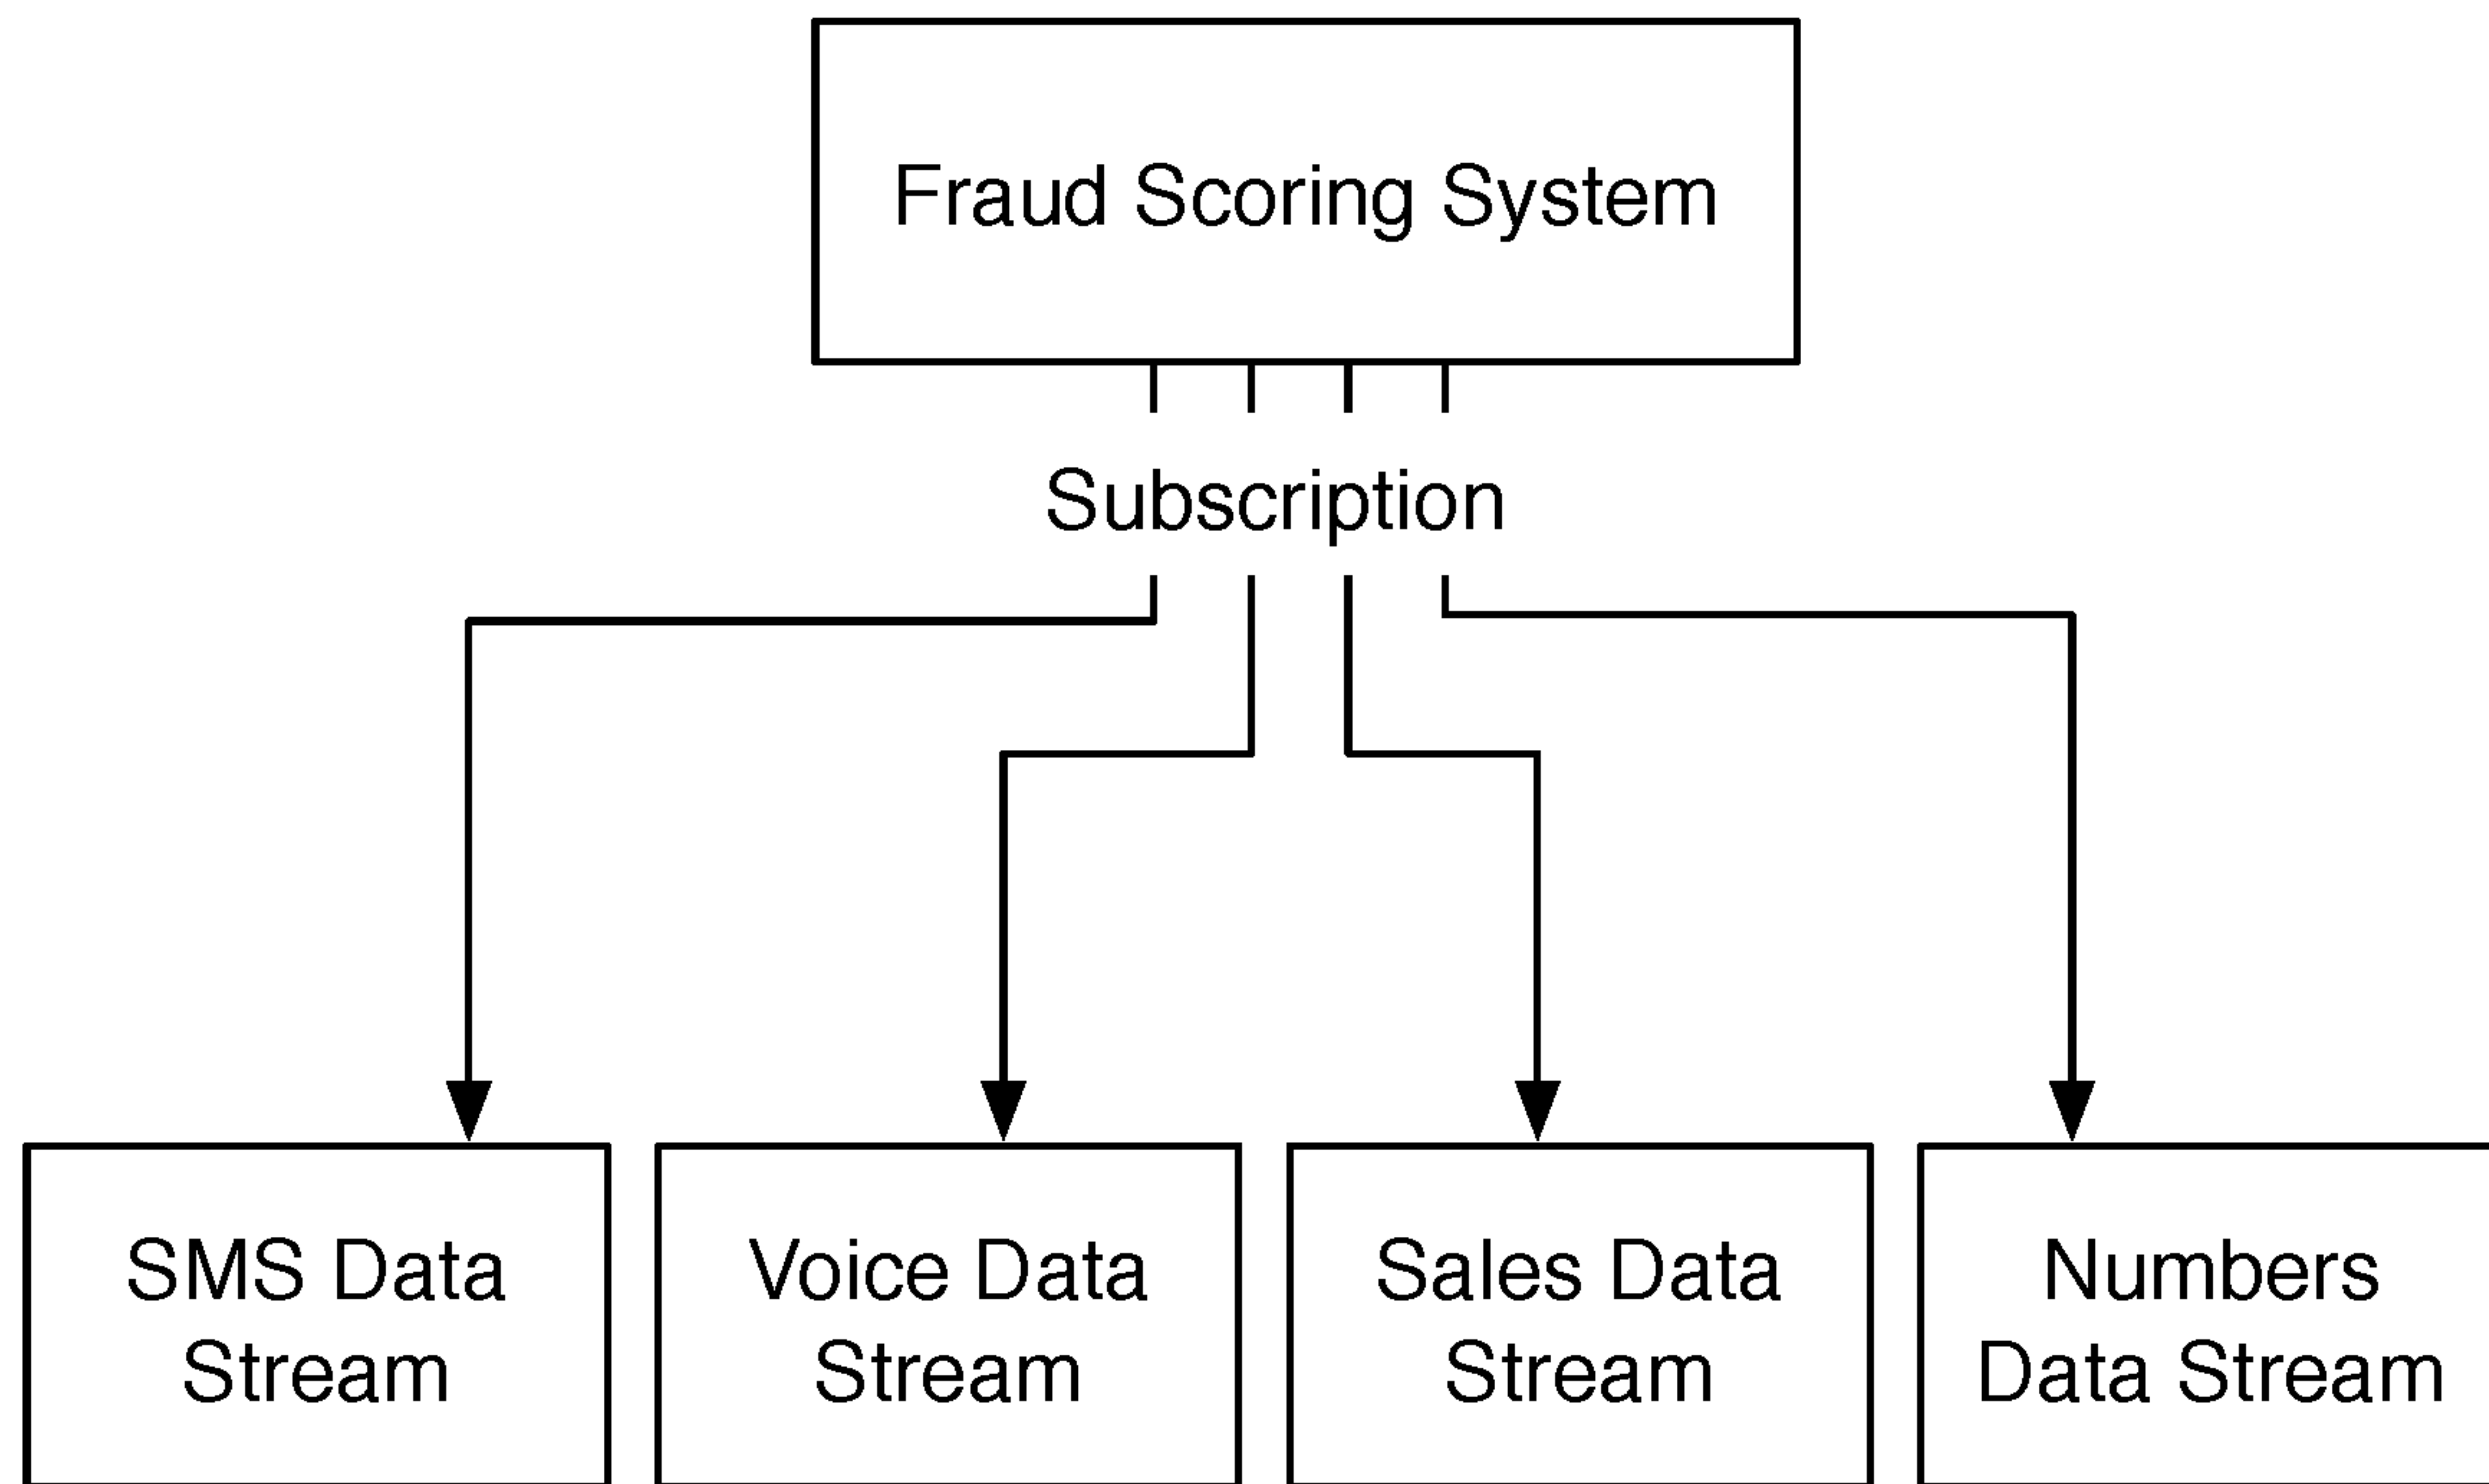 Fraud Scoring System
Subscription
SMS Data
Stream
Voice Data
Stream
Sales Data
Stream
Numbers
Data Stream